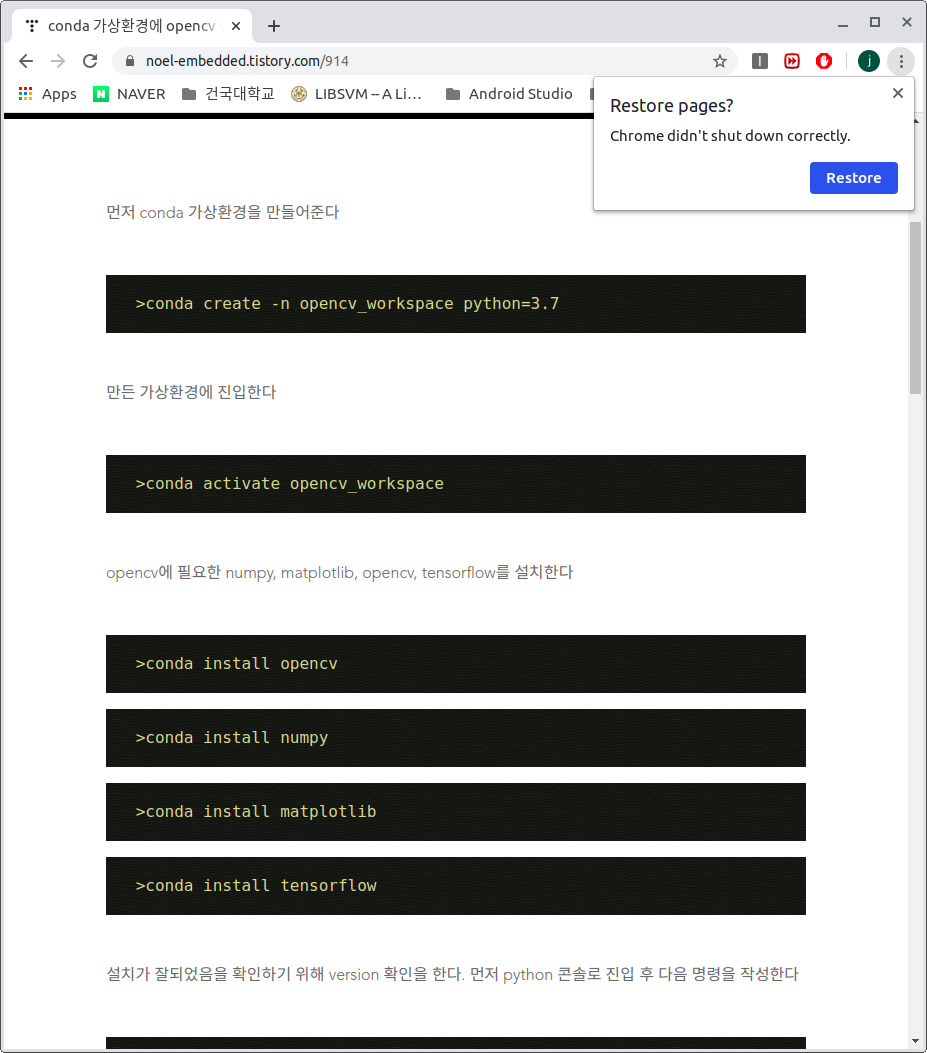 conda 가상환경에 opencv
noel-embedded.tistory.com/914
j
Apps
N NAVER
건국대학교
LIBSVM -- A Li...
Android Studio
Restore pages?
Chrome didn't shut down correctly.
Restore
먼저 conda 가상환경을 만들어준다
>conda create -n opencv_workspace python=3.7
만든 가상환경에 진입한다
>conda activate opencv_workspace
opencv에 필요한 numpy, matplotlib, opencv, tensorflow를 설치한다
>conda install opencv
>conda install numpy
>conda install matplotlib
>conda install tensorflow
설치가 잘되었음을 확인하기 위해 version 확인을 한다. 먼저 python 콘솔로 진입 후 다음 명령을 작성한다